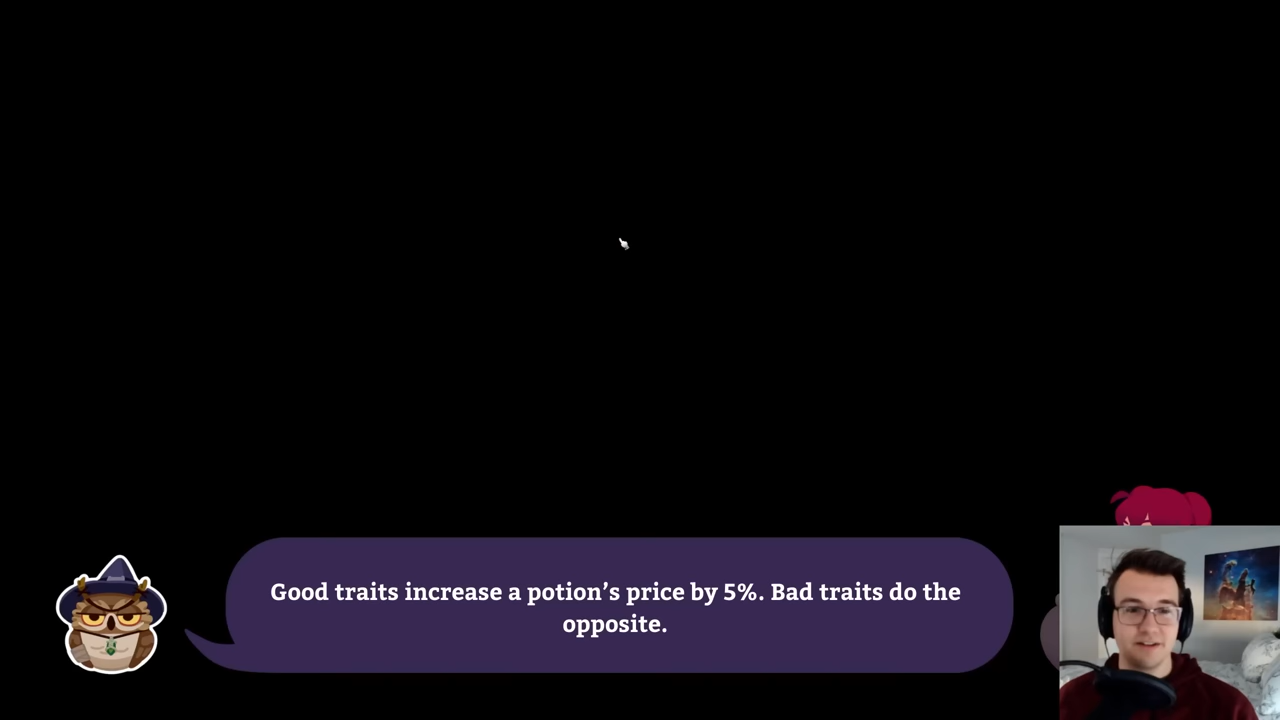 Good traits increase a potion’s price by 5%. Bad traits do the
opposite.